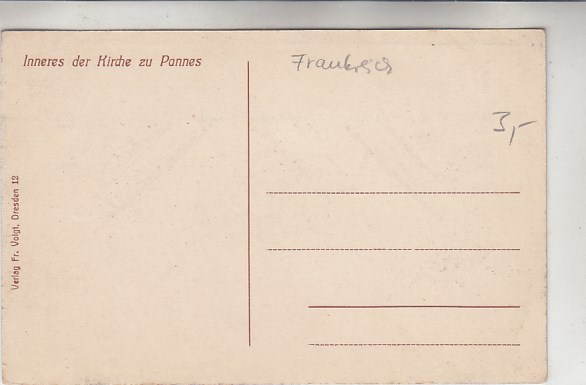 Inneres der Kirche zu Pannes
Frankreich
3,-
Verlag Fr. Voigt, Dresden 12